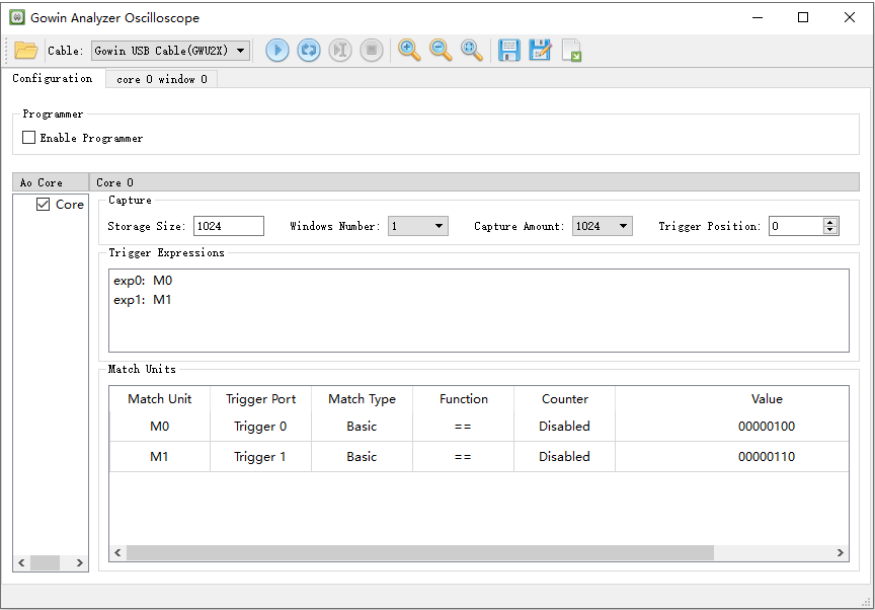 Gowin Analyzer Oscilloscope
Cable: Gowin USB Cable(GWU2X)
Configuration core 0 window 0
Programmer
Enable Programmer
Ao Core Core 0
Core
Capture
Storage Size: 1024 Windows Number: 1 Capture Amount: 1024 Trigger Position: 0
Trigger Expressions
exp0: M0
exp1: M1
Match Units
Match Unit Trigger Port Match Type Function Counter Value
M0 Trigger 0 Basic == Disabled 00000100
M1 Trigger 1 Basic == Disabled 00000110